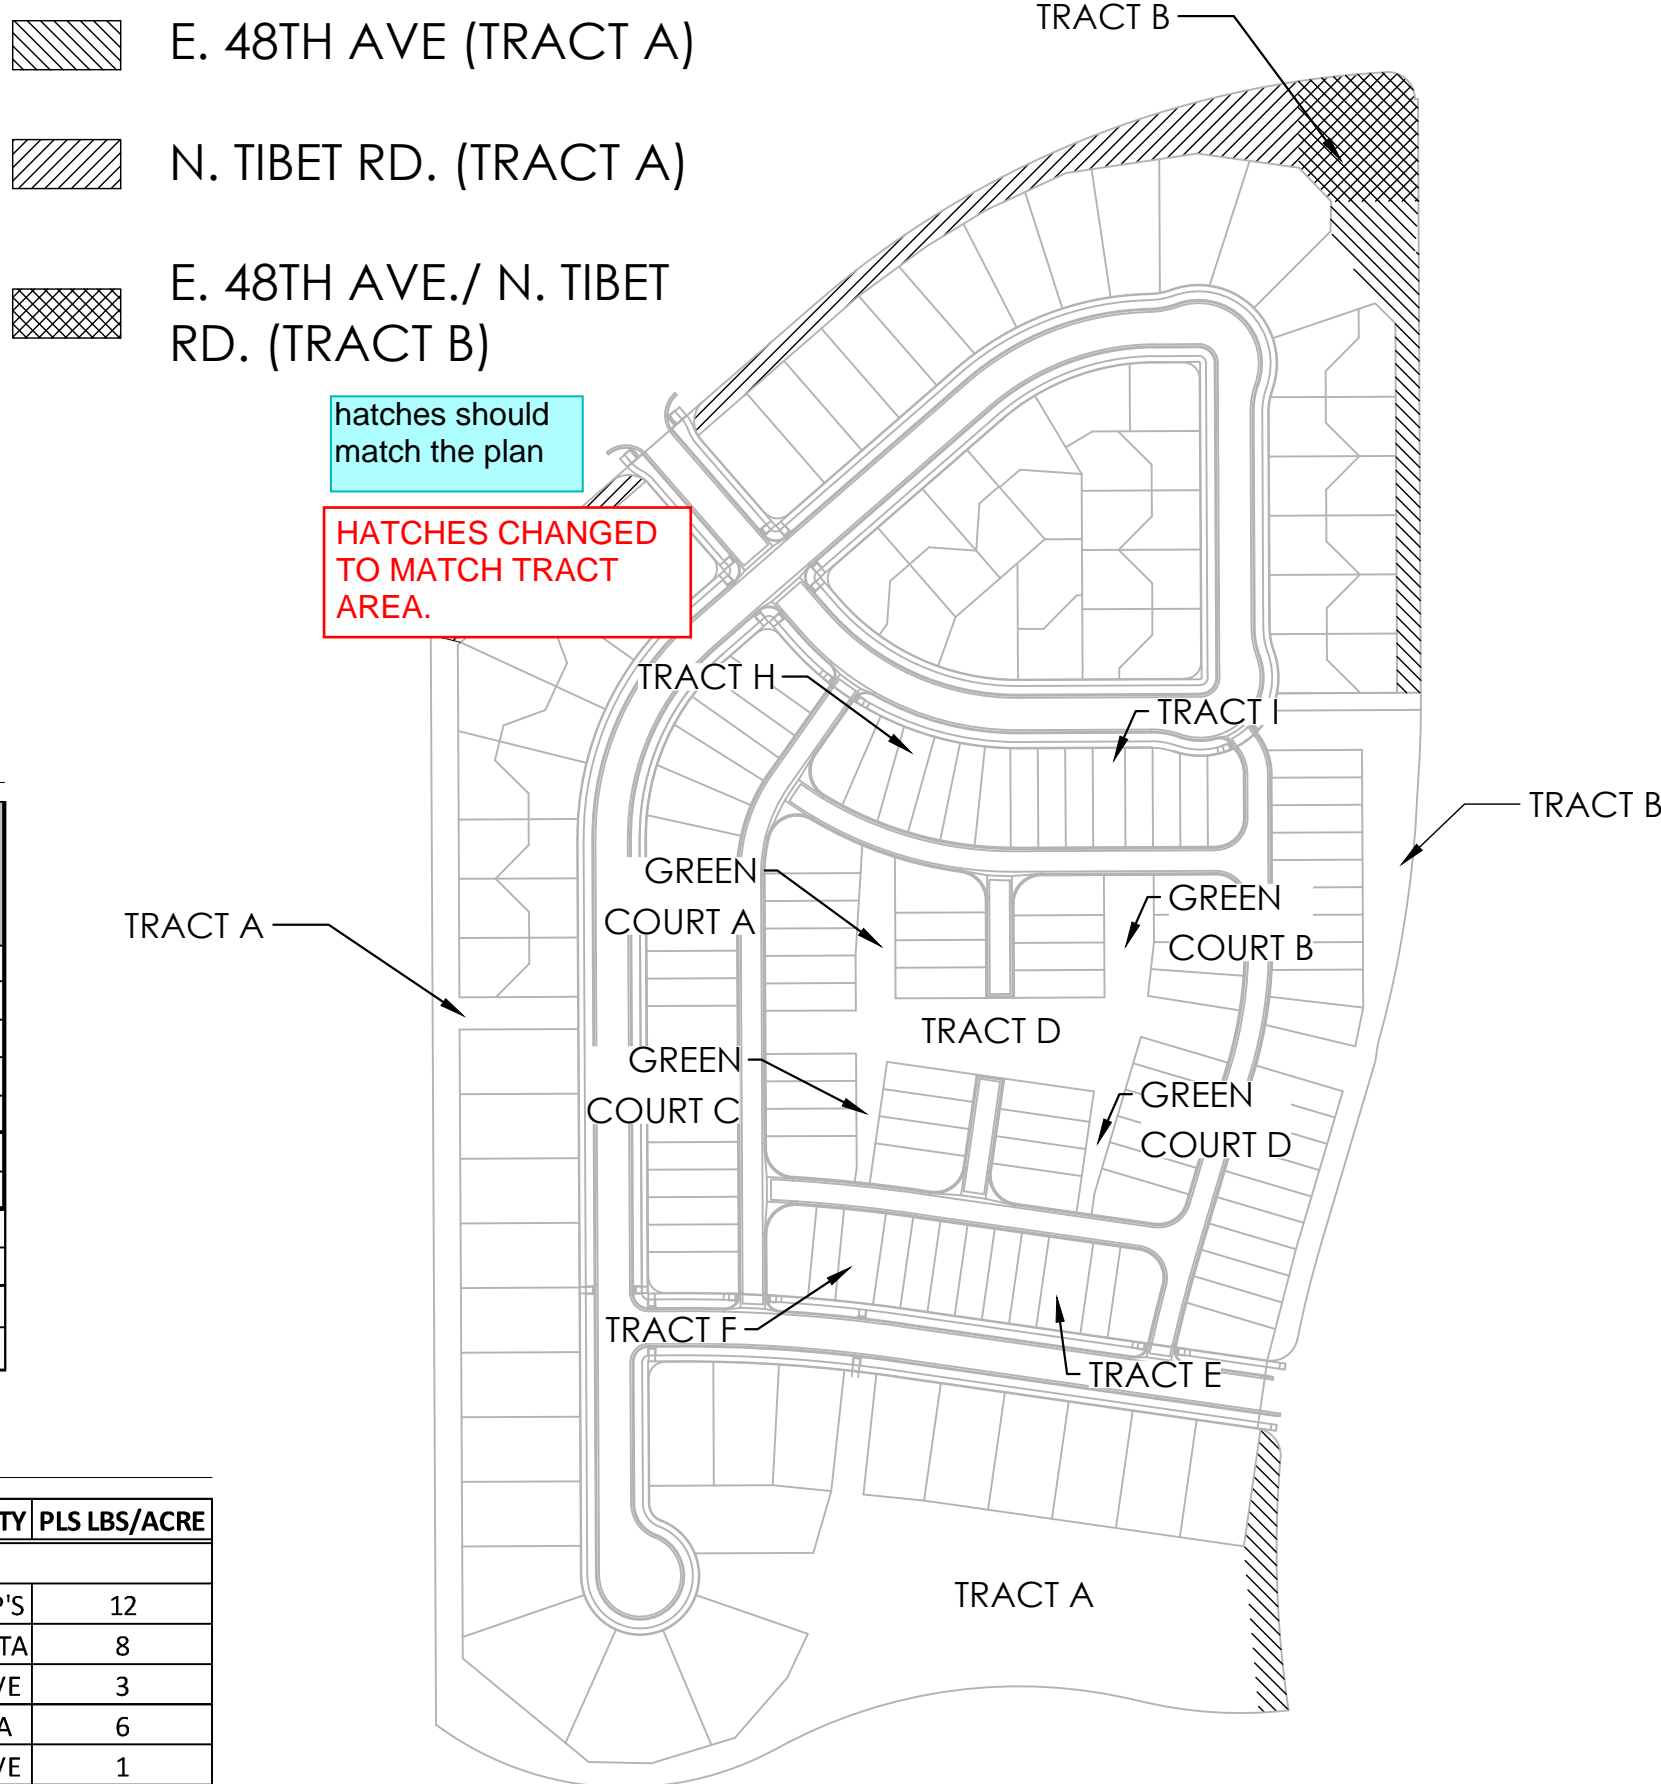 E. 48TH AVE (TRACT A)
N. TIBET RD. (TRACT A)
E. 48TH AVE./ N. TIBET
RD. (TRACT B)
hatches should
match the plan
HATCHES CHANGED
TO MATCH TRACT
AREA.
TRACT B
TRACT H
TRACT I
TRACT B
GREEN
COURT A
GREEN
COURT B
TRACT A
TRACT D
GREEN
COURT C
GREEN
COURT D
TRACT F
TRACT E
TRACT A
TY PLS LBS/ACRE
P'S 12
TA 8
VE 3
A 6
VE 1